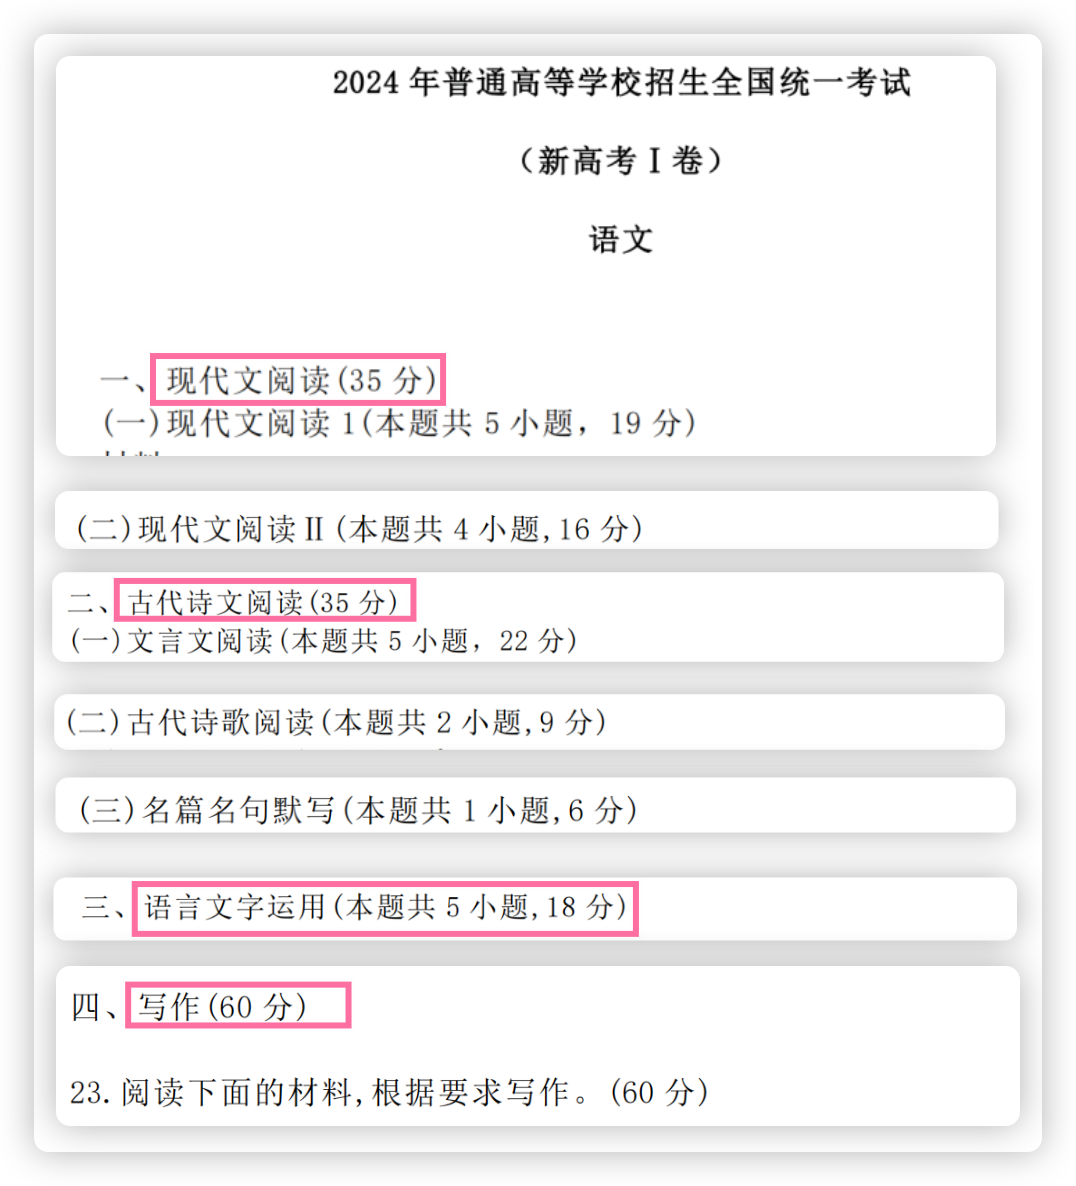 2024 年普通高等学校招生全国统一考试
（新高考 I 卷）
语文
一、现代文阅读(35 分)
(一)现代文阅读 1(本题共 5 小题，19 分)
(二)现代文阅读 II (本题共 4 小题,16 分)
二、古代诗文阅读(35 分)
(一)文言文阅读(本题共 5 小题，22 分)
(二)古代诗歌阅读(本题共 2 小题,9 分)
(三)名篇名句默写(本题共 1 小题,6 分)
三、语言文字运用(本题共 5 小题,18 分)
四、写作(60 分)
23.阅读下面的材料,根据要求写作。(60 分)